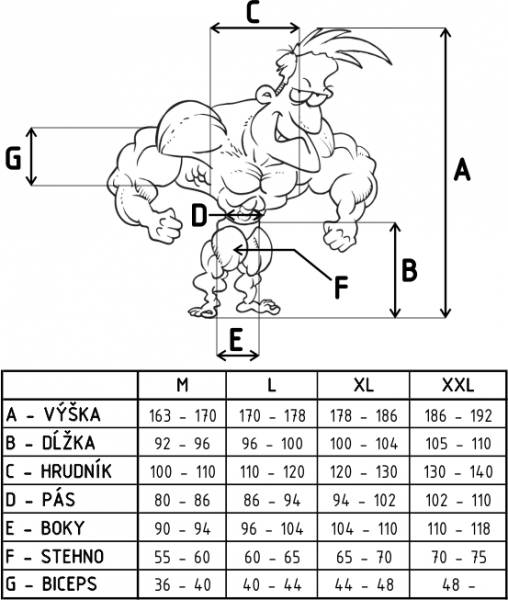 C
G
A
D
B
F
E
M L XL XXL
A - VÝŠKA 163 - 170 170 - 178 178 - 186 186 - 192
B - DĹŽKA 92 - 96 96 - 100 100 - 104 105 - 110
C - HRUDNÍK 100 - 110 110 - 120 120 - 130 130 - 140
D - PÁS 80 - 86 86 - 94 94 - 102 102 - 110
E - BOKY 90 - 94 96 - 104 104 - 110 110 - 118
F - STEHNO 55 - 60 60 - 65 65 - 70 70 - 75
G - BICEPS 36 - 40 40 - 44 44 - 48 48 -